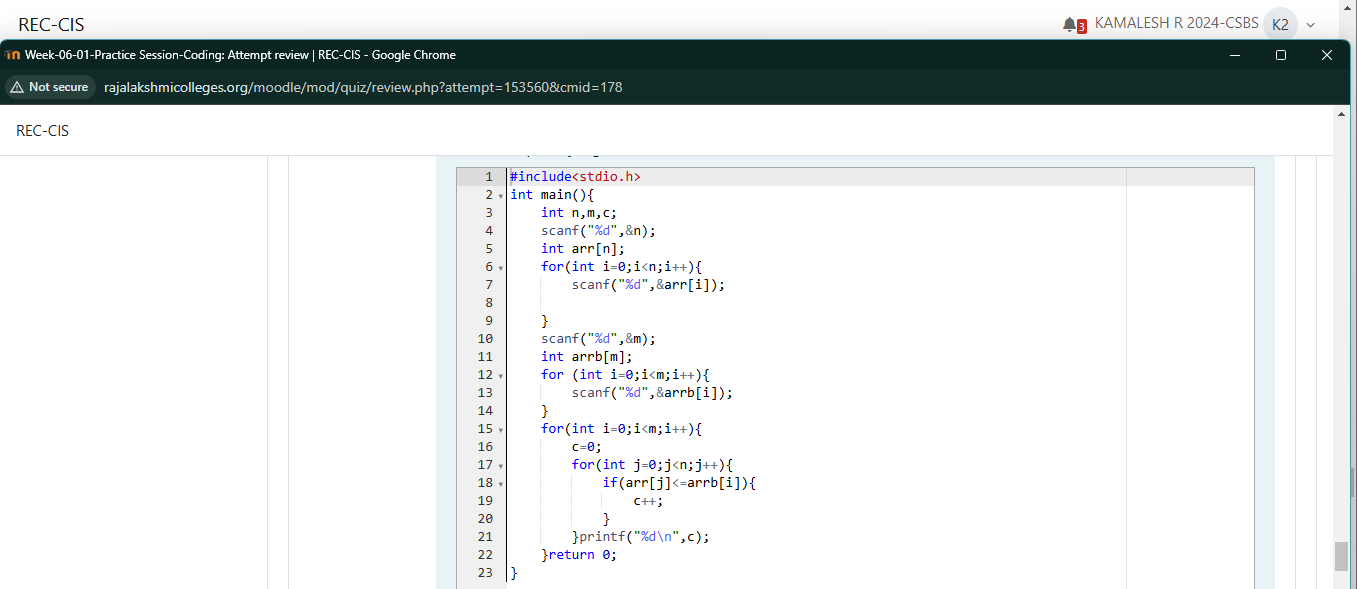 REC-CIS
3 KAMALESH R 2024-CSBS K2
Week-06-01-Practice Session-Coding: Attempt review | REC-CIS - Google Chrome
Not secure rajalakshmicolleges.org/moodle/mod/quiz/review.php?attempt=153560&cmid=178
REC-CIS
1 #include<stdio.h>
2 int main(){
3 int n,m,c;
4 scanf("%d",&n);
5 int arr[n];
6 for(int i=0;i<n;i++){
7 scanf("%d",&arr[i]);
8
9 }
10 scanf("%d",&m);
11 int arrb[m];
12 for (int i=0;i<m;i++){
13 scanf("%d",&arrb[i]);
14 }
15 for(int i=0;i<m;i++){
16 c=0;
17 for(int j=0;j<n;j++){
18 if(arr[j]<=arrb[i]){
19 c++;
20 }
21 }printf("%d\n",c);
22 }return 0;
23 }